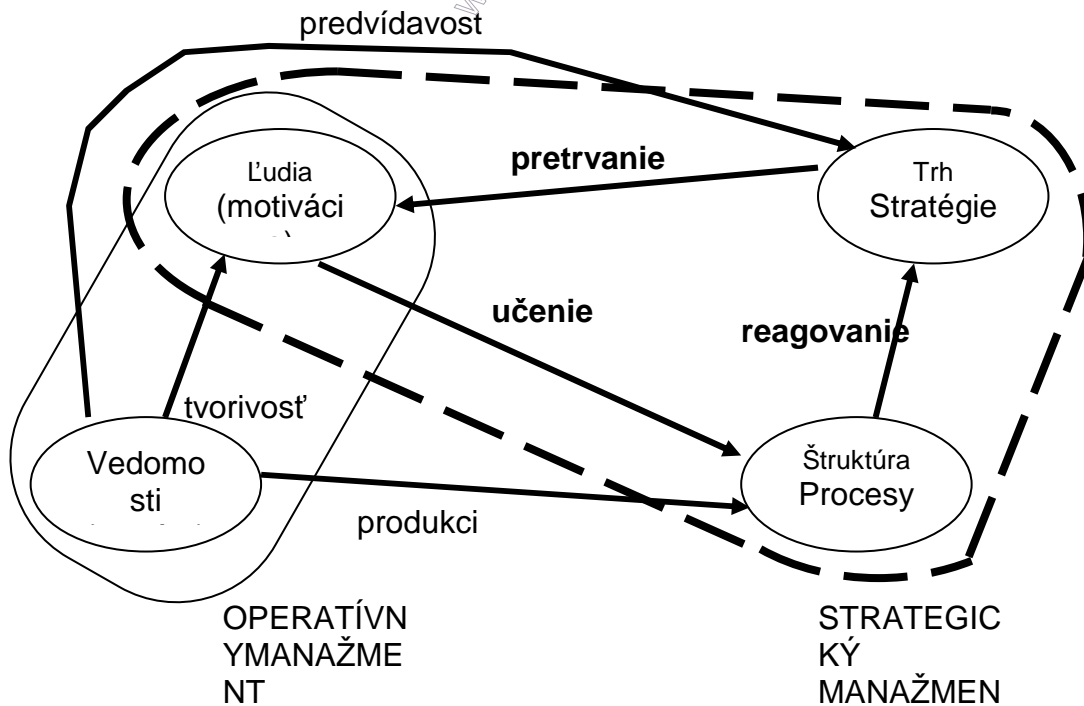 predvídavost
Ľudia
(motiváci
pretrvanie
Trh
Stratégie
učenie
reagovanie
tvorivosť
Vedomo
sti
Štruktúra
Procesy
produkci
OPERATÍVN
YMANAŽME
NT
STRATEGIC
KÝ
MANAŽMEN